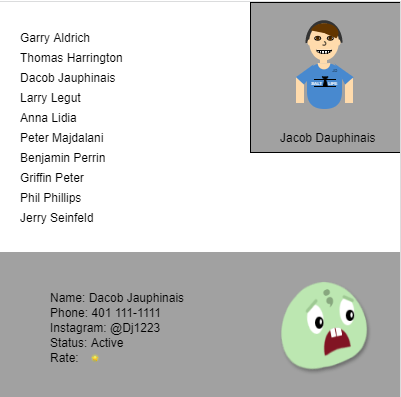 Garry Aldrich
Thomas Harrington
Dacob Jauphinais
Larry Legut
Anna Lidia
Peter Majdalani
Benjamin Perrin
Griffin Peter
Phil Phillips
Jerry Seinfeld
Jacob Dauphinais
Name: Dacob Jauphinais
Phone: 401 111-1111
Instagram: @Dj1223
Status: Active
Rate: